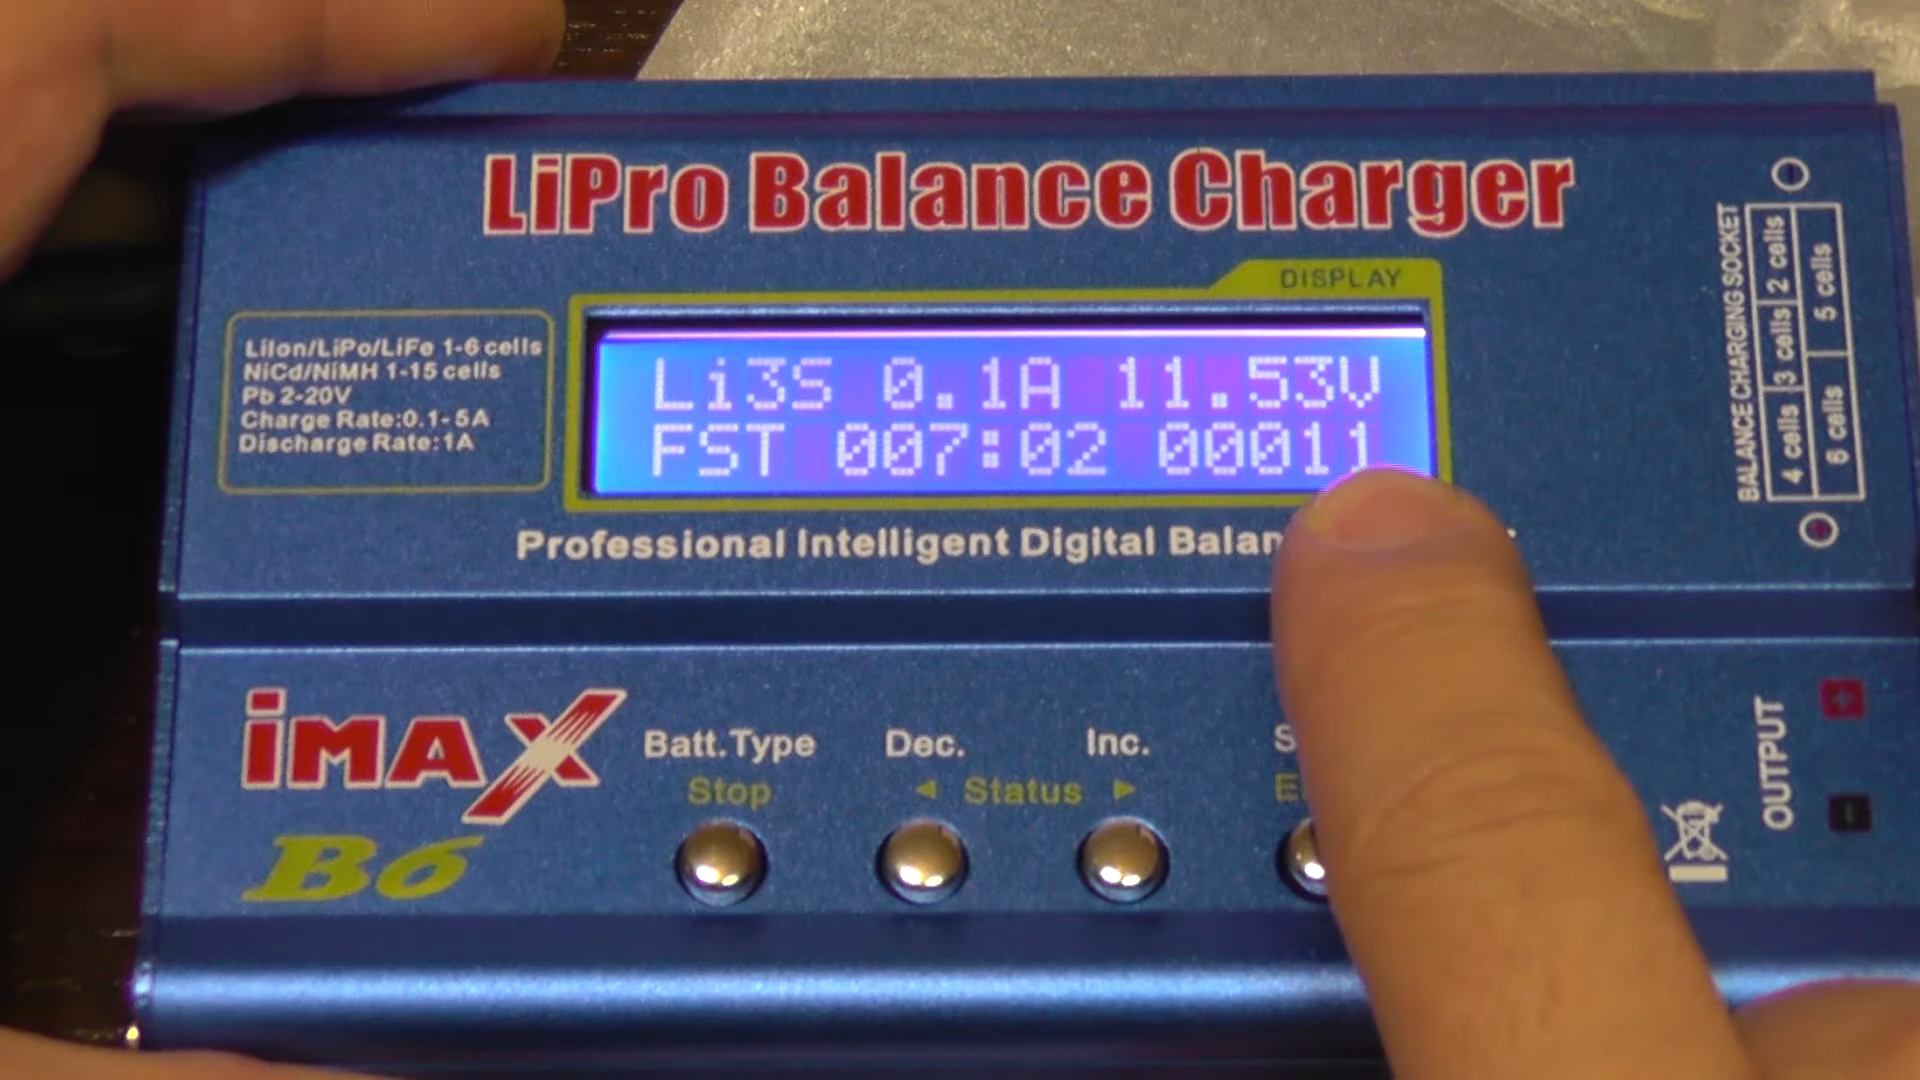 LiPro Balance Charger
DISPLAY
LiIon/LiPo/LiFe 1-6 cells
NiCd/NiMH 1-15 cells
Pb 2-20V
Charge Rate:0.1-5A
Discharge Rate:1A
Li3S 0.1A 11.53V
FST 007:02 00011
Professional Intelligent Digital
BALANCE CHARGING SOCKET
2 cells
3 cells
4 cells
5 cells
6 cells
iMAX
B6
Batt.Type
Stop
Dec.
Inc.
◄ Status ►
OUTPUT
+
-